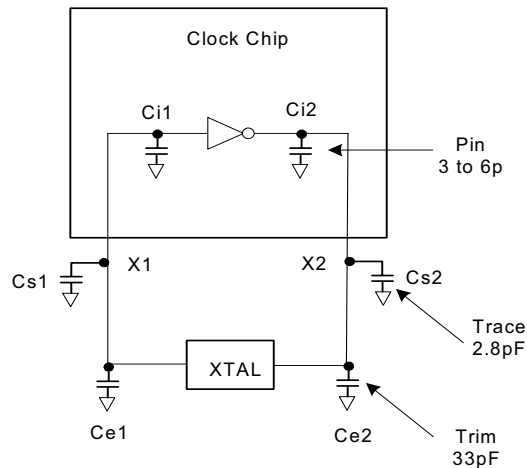 Clock Chip
Ci1
Ci2
Pin
3 to 6p
X1
X2
Cs1
Cs2
Trace
2.8pF
XTAL
Ce1
Ce2
Trim
33pF